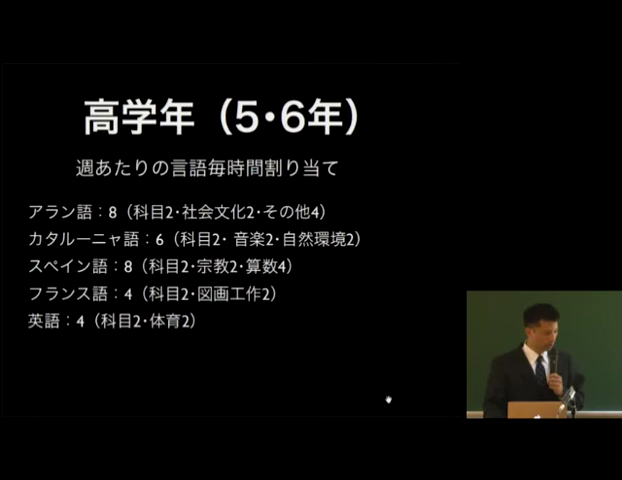 高学年（5・6年）
週あたりの言語毎時間割り当て
アラン語：8（科目2・社会文化2・その他4）
カタルーニャ語：6（科目2・ 音楽2・自然環境2）
スペイン語：8（科目2・宗教2・算数4）
フランス語：4（科目2・図画工作2）
英語：4（科目2・体育2）